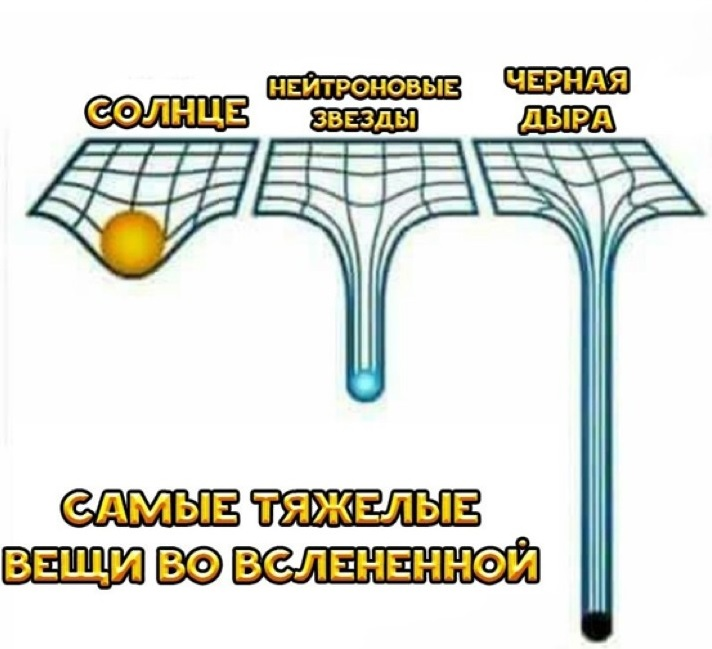 СОЛНЦЕ
НЕЙТРОНОВЫЕ
ЗВЕЗДЫ
ЧЕРНАЯ
ДЫРА
САМЫЕ ТЯЖЕЛЫЕ
ВЕЩИ ВО ВСЛЕНЕННОЙ